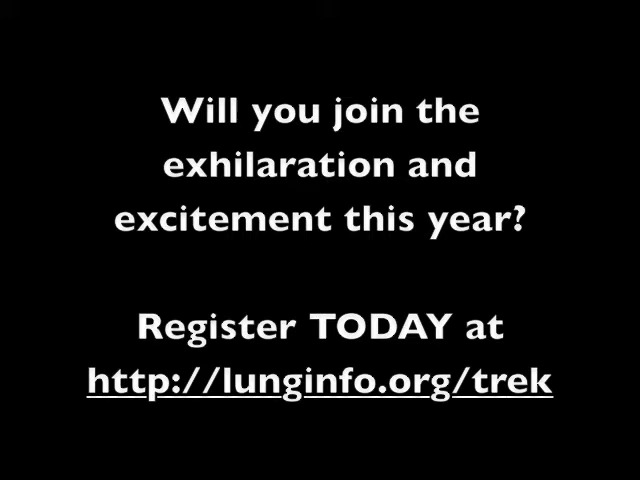 Will you join the
exhilaration and
excitement this year?
Register TODAY at
http://lunginfo.org/trek